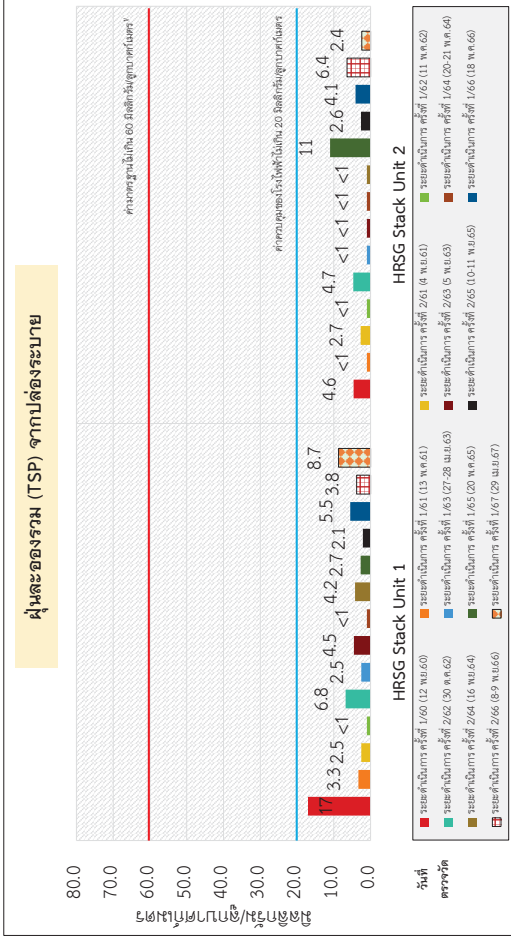 ฝุ่นละอองรวม (TSP) จากปล่องระบาย
มิลลิกรัม/ลูกบาศก์เมตร
80.0
70.0
60.0
50.0
40.0
30.0
20.0
10.0
0.0
ค่ามาตรฐานไม่เกิน 60 มิลลิกรัม/ลูกบาศก์เมตร
ค่าควบคุมของโรงไฟฟ้าไม่เกิน 20 มิลลิกรัม/ลูกบาศก์เมตร
17 3.3 2.5 <1 6.8 2.5 4.5 <1 4.2 2.7 2.1 5.5 3.8 8.7
4.6 <1 2.7 <1 4.7 <1 <1 <1 <1 11 2.6 4.1 6.4 2.4
HRSG Stack Unit 1
HRSG Stack Unit 2
วันที่
ตรวจวัด
ระยะดำเนินการ ครั้งที่ 1/60 (12 พ.ย.60)
ระยะดำเนินการ ครั้งที่ 1/61 (13 พ.ค.61)
ระยะดำเนินการ ครั้งที่ 2/61 (4 พ.ย.61)
ระยะดำเนินการ ครั้งที่ 1/62 (11 พ.ค.62)
ระยะดำเนินการ ครั้งที่ 2/62 (30 ต.ค.62)
ระยะดำเนินการ ครั้งที่ 1/63 (27-28 เม.ย.63)
ระยะดำเนินการ ครั้งที่ 2/63 (5 พ.ย.63)
ระยะดำเนินการ ครั้งที่ 1/64 (20-21 พ.ค.64)
ระยะดำเนินการ ครั้งที่ 2/64 (16 พ.ย.64)
ระยะดำเนินการ ครั้งที่ 1/65 (20 พ.ค.65)
ระยะดำเนินการ ครั้งที่ 2/65 (10-11 พ.ย.65)
ระยะดำเนินการ ครั้งที่ 1/66 (18 พ.ค.66)
ระยะดำเนินการ ครั้งที่ 2/66 (8-9 พ.ย.66)
ระยะดำเนินการ ครั้งที่ 1/67 (29 เม.ย.67)